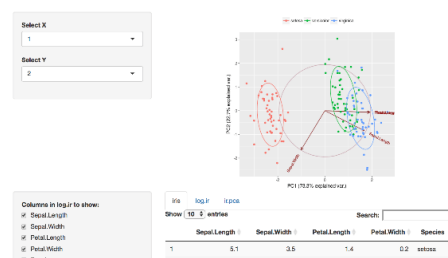 Select X
1
Select Y
2
setosa versicolor virginica
PC2 (22.7% explained var.)
PC1 (73.3% explained var.)
Columns in log.ir to show:
Sepal.Length
Sepal.Width
Petal.Length
Petal.Width
iris log.ir ir.pca
Show 10 entries
Search:
Sepal.Length Sepal.Width Petal.Length Petal.Width Species
1 5.1 3.5 1.4 0.2 setosa